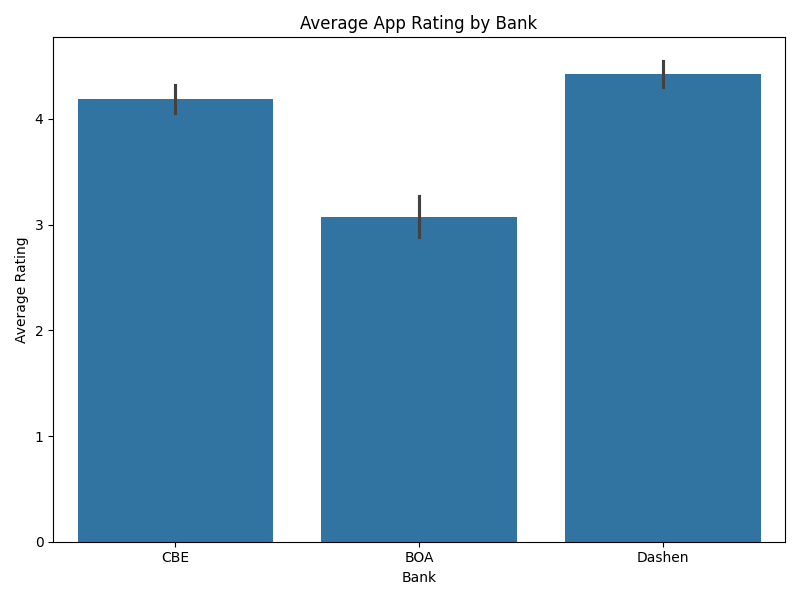 Average App Rating by Bank
Average Rating
4
3
2
1
0
CBE
BOA
Dashen
Bank